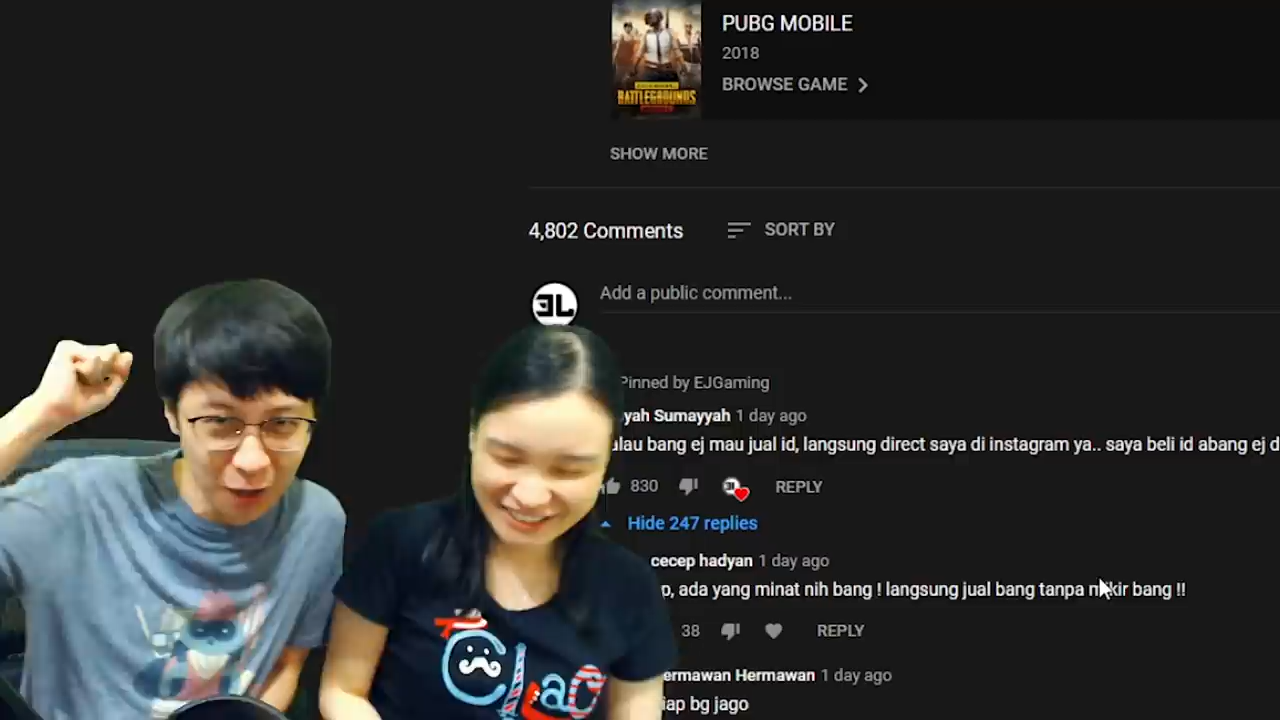 PUBG MOBILE
2018
BROWSE GAME
BATTLEGROUNDS
SHOW MORE
4,802 Comments
SORT BY
Add a public comment...
Pinned by EJGaming
yah Sumayyah 1 day ago
alau bang ej mau jual id, langsung direct saya di instagram ya.. saya beli id abang ej d
830
REPLY
Hide 247 replies
cecep hadyan 1 day ago
p, ada yang minat nih bang ! langsung jual bang tanpa mikir bang !!
38
REPLY
ermawan Hermawan 1 day ago
iap bg jago